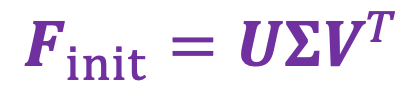 F_init = UΣV^T